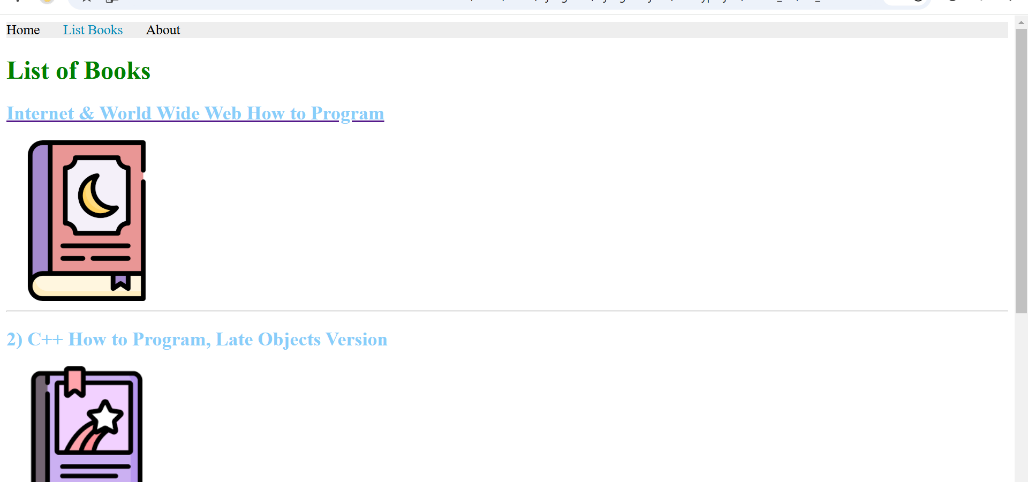 Home List Books About
List of Books
Internet & World Wide Web How to Program
2) C++ How to Program, Late Objects Version